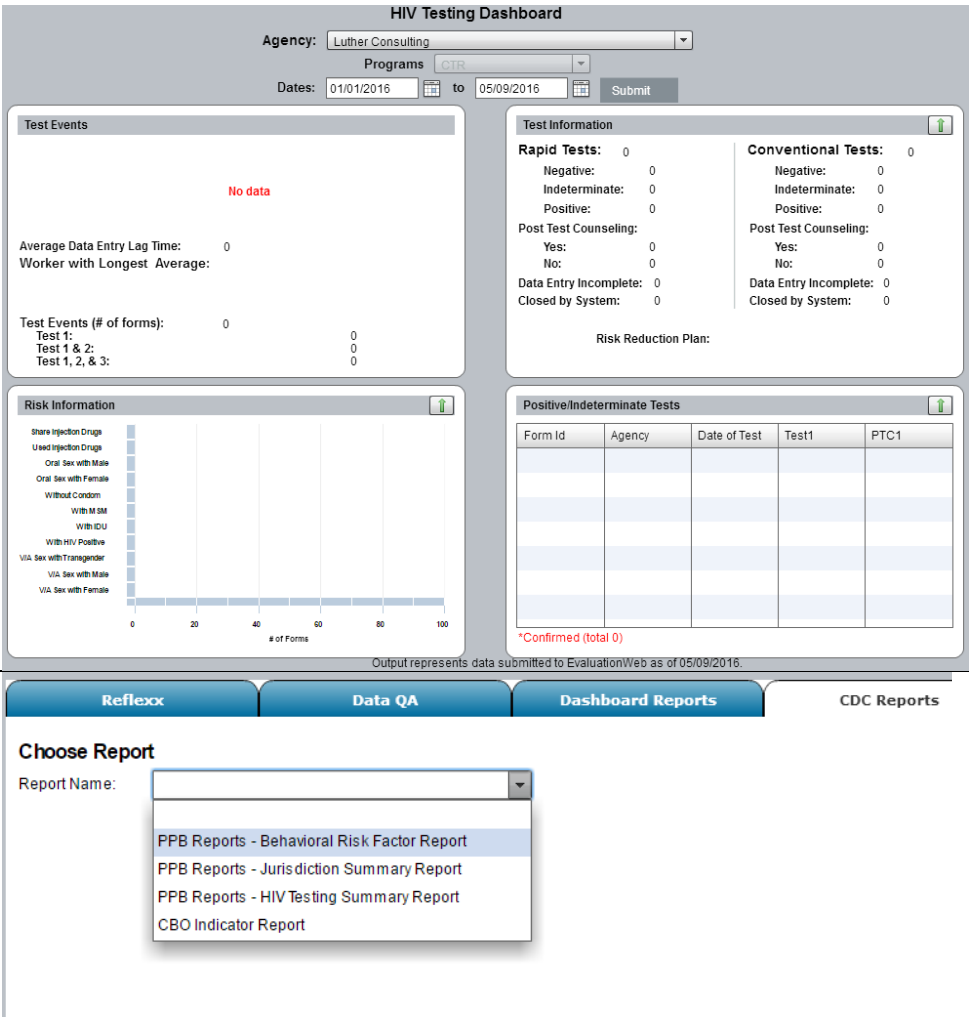 HIV Testing Dashboard
Agency: Luther Consulting
Programs CTR
Dates: 01/01/2016 to 05/09/2016 Submit
Test Events
No data
Average Data Entry Lag Time: 0
Worker with Longest Average:
Test Events (# of forms): 0
Test 1: 0
Test 1 & 2: 0
Test 1, 2, & 3: 0
Test Information
Rapid Tests: 0
Negative: 0
Indeterminate: 0
Positive: 0
Post Test Counseling:
Yes: 0
No: 0
Data Entry Incomplete: 0
Closed by System: 0
Conventional Tests: 0
Negative: 0
Indeterminate: 0
Positive: 0
Post Test Counseling:
Yes: 0
No: 0
Data Entry Incomplete: 0
Closed by System: 0
Risk Reduction Plan:
Risk Information
Share Injection Drugs
Used Injection Drugs
Oral Sex with Male
Oral Sex with Female
Without Condom
With MSM
With IDU
With HIV Positive
V/A Sex with Transgender
V/A Sex with Male
V/A Sex with Female
0 20 40 60 80 100
# of Forms
Positive/Indeterminate Tests
Form Id Agency Date of Test Test1 PTC1
*Confirmed (total 0)
Output represents data submitted to EvaluationWeb as of 05/09/2016.
Reflexx Data QA Dashboard Reports CDC Reports
Choose Report
Report Name:
PPB Reports - Behavioral Risk Factor Report
PPB Reports - Jurisdiction Summary Report
PPB Reports - HIV Testing Summary Report
CBO Indicator Report